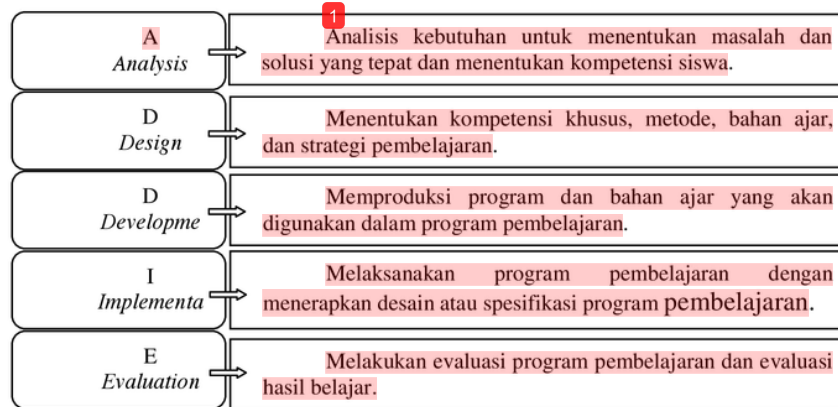 1
A
Analysis
Analisis kebutuhan untuk menentukan masalah dan
solusi yang tepat dan menentukan kompetensi siswa.
D
Design
Menentukan kompetensi khusus, metode, bahan ajar,
dan strategi pembelajaran.
D
Developme
Memproduksi program dan bahan ajar yang akan
digunakan dalam program pembelajaran.
I
Implementa
Melaksanakan program pembelajaran dengan
menerapkan desain atau spesifikasi program pembelajaran.
E
Evaluation
Melakukan evaluasi program pembelajaran dan evaluasi
hasil belajar.